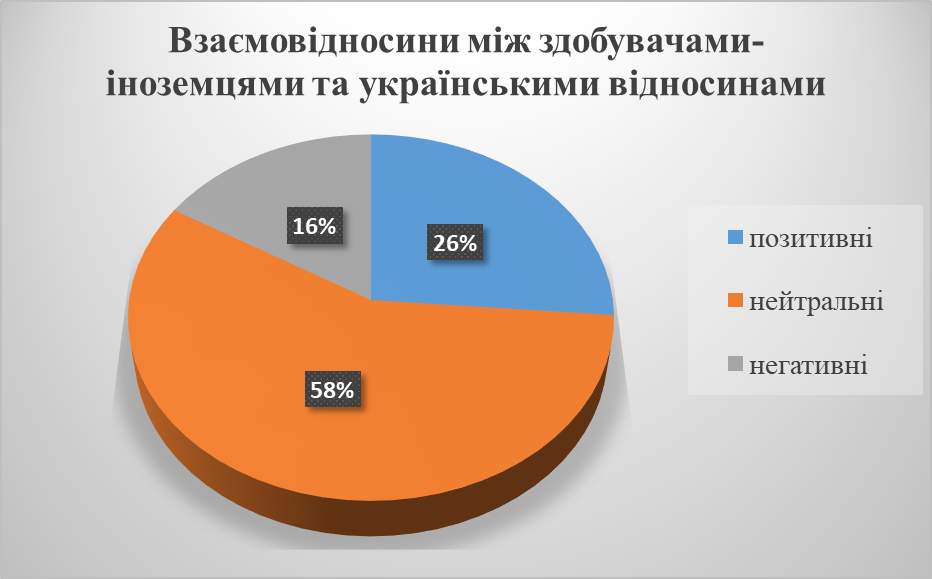 Взаємовідносини між здобувачами-
іноземцями та українськими відносинами
16%
26%
58%
позитивні
нейтральні
негативні